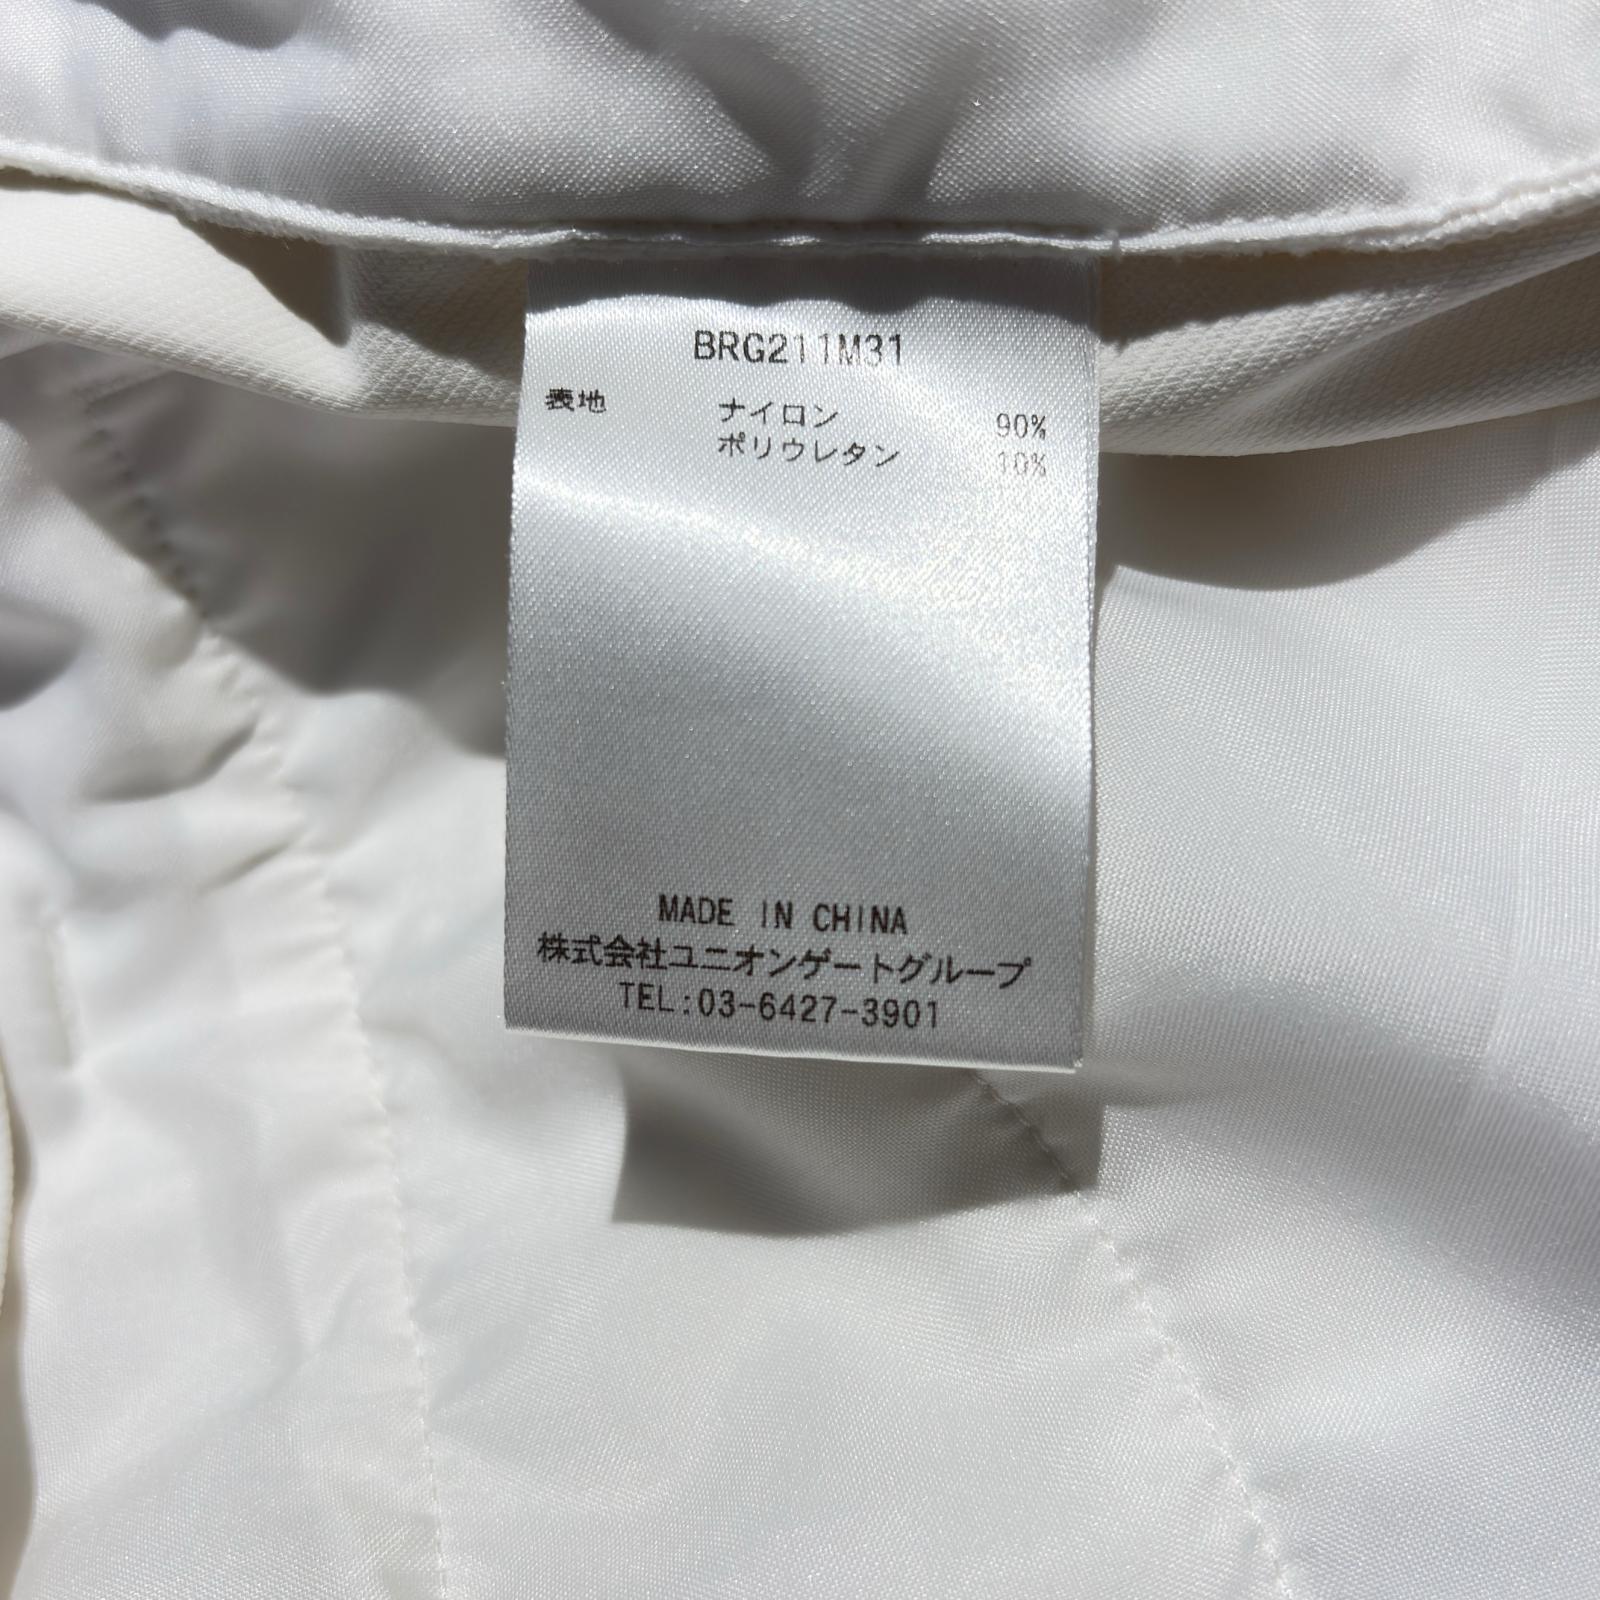 BRG211M31
表地 ナイロン 90%
ポリウレタン 10%
MADE IN CHINA
株式会社ユニオンゲートグループ
TEL:03-6427-3901